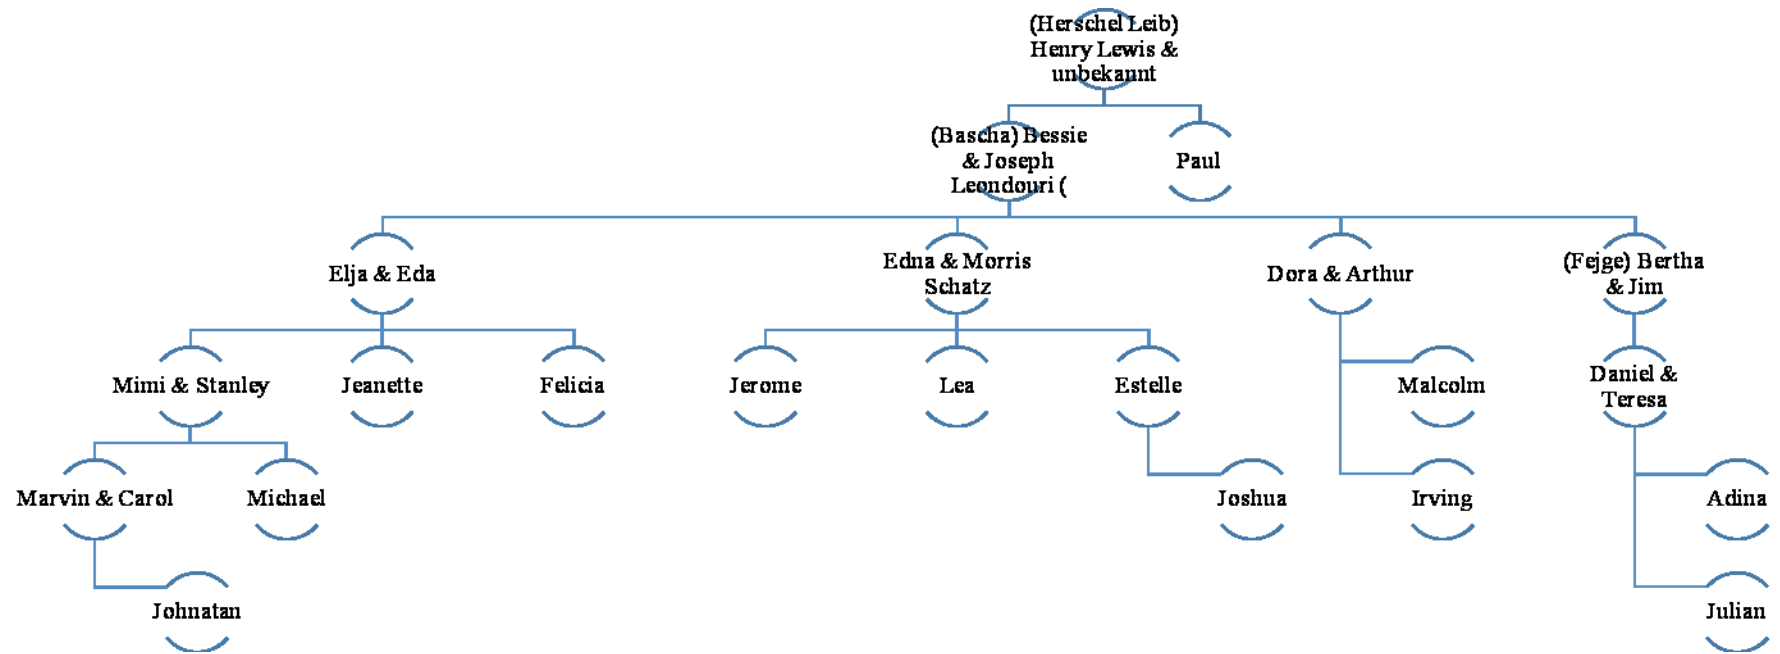 (Herschel Leib)
Henry Lewis &
unbekannt
(Bascha) Bessie
& Joseph
Leondouri (
Paul
Elja & Eda
Edna & Morris
Schatz
Dora & Arthur
(Fejge) Bertha
& Jim
Mimi & Stanley
Jeanette
Felicia
Jerome
Lea
Estelle
Malcolm
Daniel &
Teresa
Marvin & Carol
Michael
Joshua
Irving
Adina
Johnatan
Julian